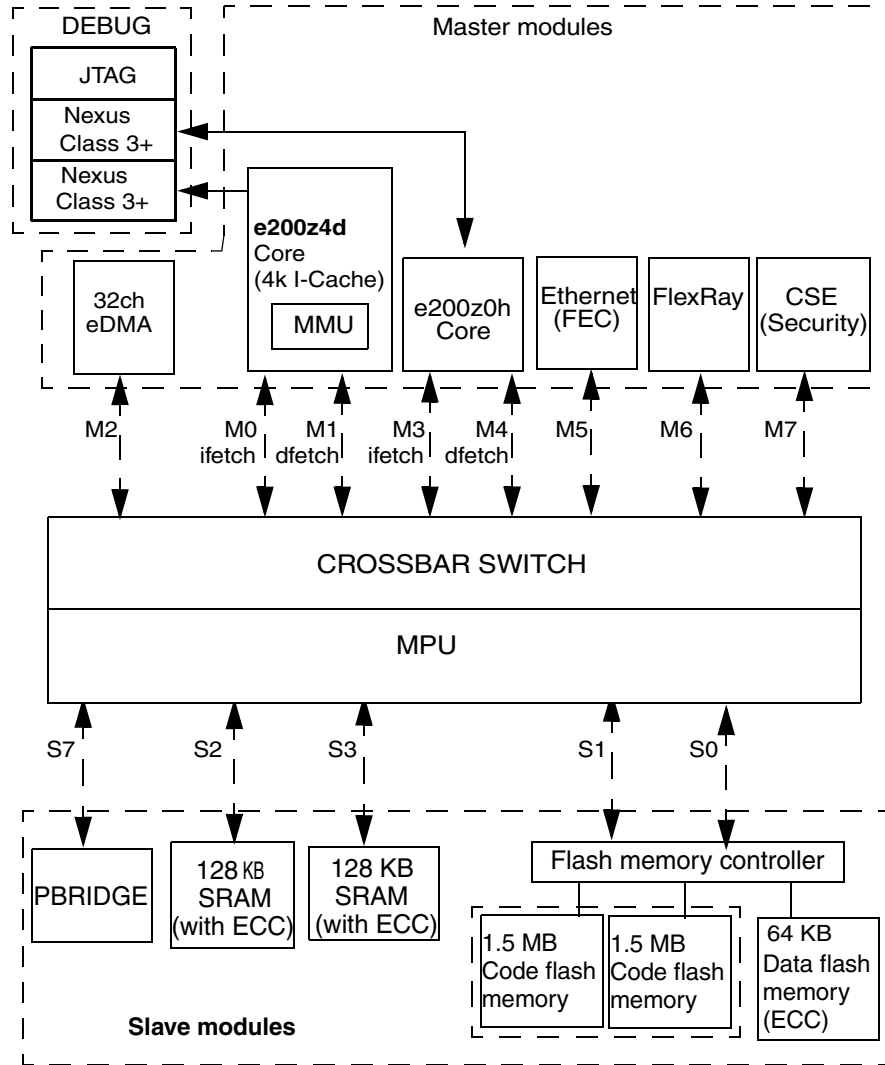 DEBUG
Master modules
JTAG
Nexus
Class 3+
Nexus
Class 3+
e200z4d
Core
(4k I-Cache)
MMU
32ch
eDMA
e200z0h
Core
Ethernet
(FEC)
FlexRay
CSE
(Security)
M2
M0
ifetch
M1
dfetch
M3
ifetch
M4
dfetch
M5
M6
M7
CROSSBAR SWITCH
MPU
S7
S2
S3
S1
S0
PBRIDGE
128 KB
SRAM
(with ECC)
128 KB
SRAM
(with ECC)
Flash memory controller
1.5 MB
Code flash
memory
1.5 MB
Code flash
memory
64 KB
Data flash
memory
(ECC)
Slave modules